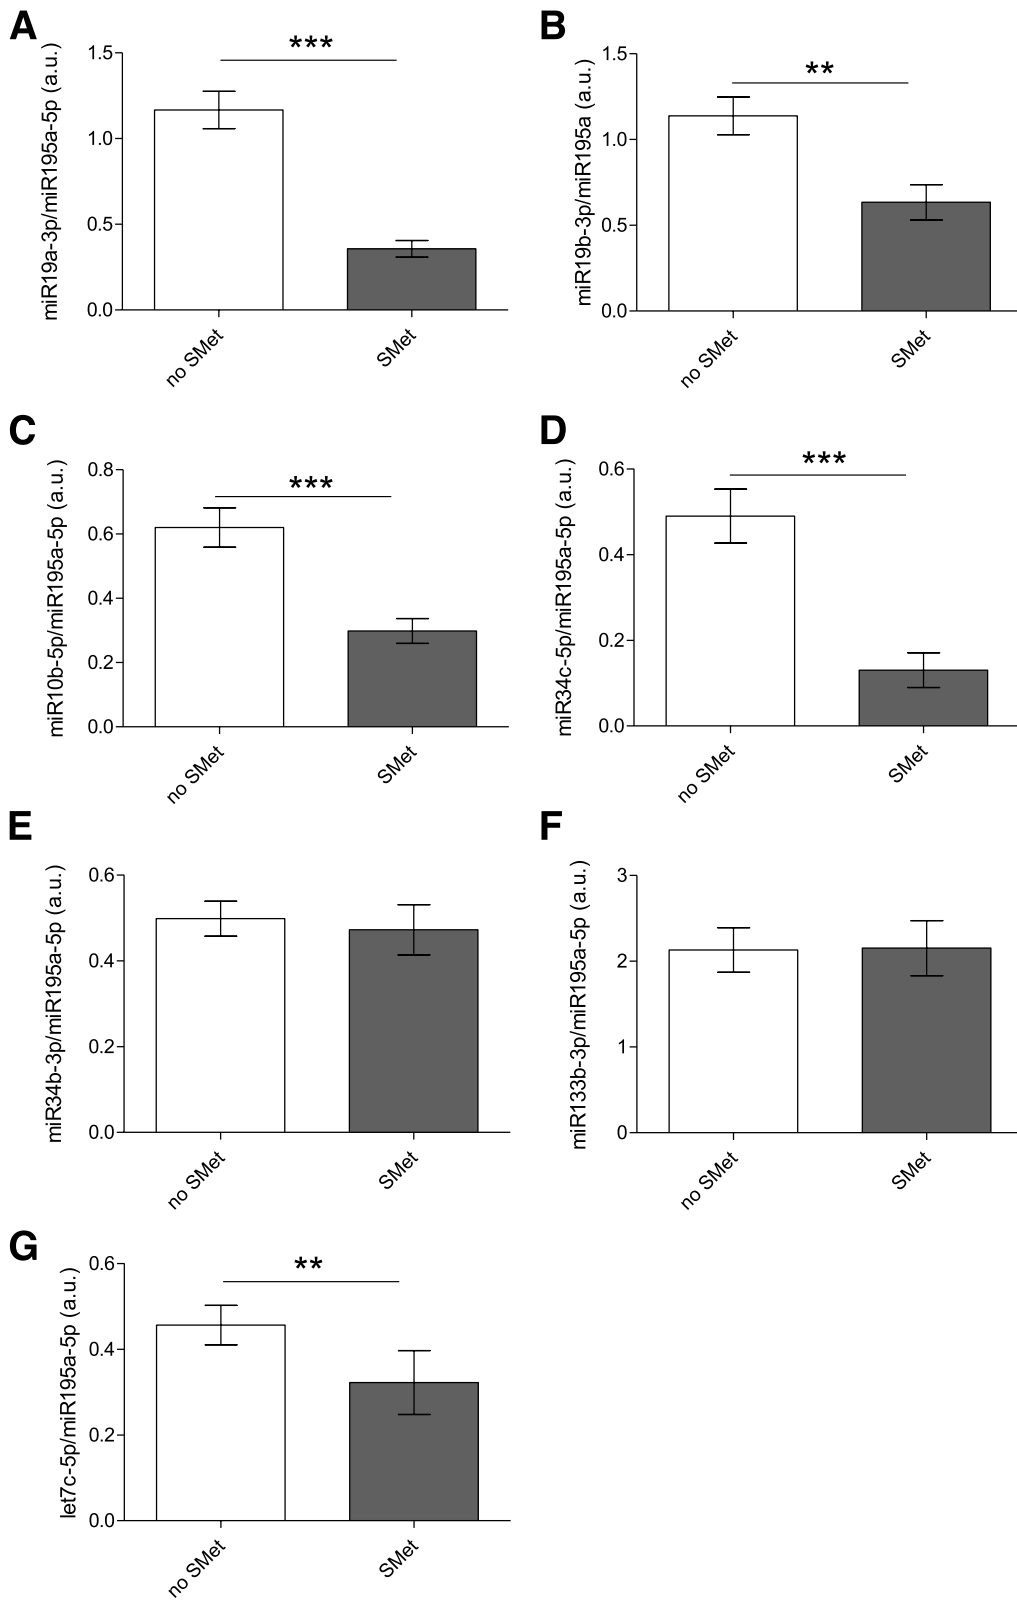 A
miR19a-3p/miR195a-5p (a.u.)
1.5
1.0
0.5
0.0
***
no SMet
SMet
B
miR19b-3p/miR195a (a.u.)
1.5
1.0
0.5
0.0
**
no SMet
SMet
C
miR10b-5p/miR195a-5p (a.u.)
0.8
0.6
0.4
0.2
0.0
***
no SMet
SMet
D
miR34c-5p/miR195a-5p (a.u.)
0.6
0.4
0.2
0.0
***
no SMet
SMet
E
miR34b-3p/miR195a-5p (a.u.)
0.6
0.4
0.2
0.0
no SMet
SMet
F
miR133b-3p/miR195a-5p (a.u.)
3
2
1
0
no SMet
SMet
G
let7c-5p/miR195a-5p (a.u.)
0.6
0.4
0.2
0.0
**
no SMet
SMet